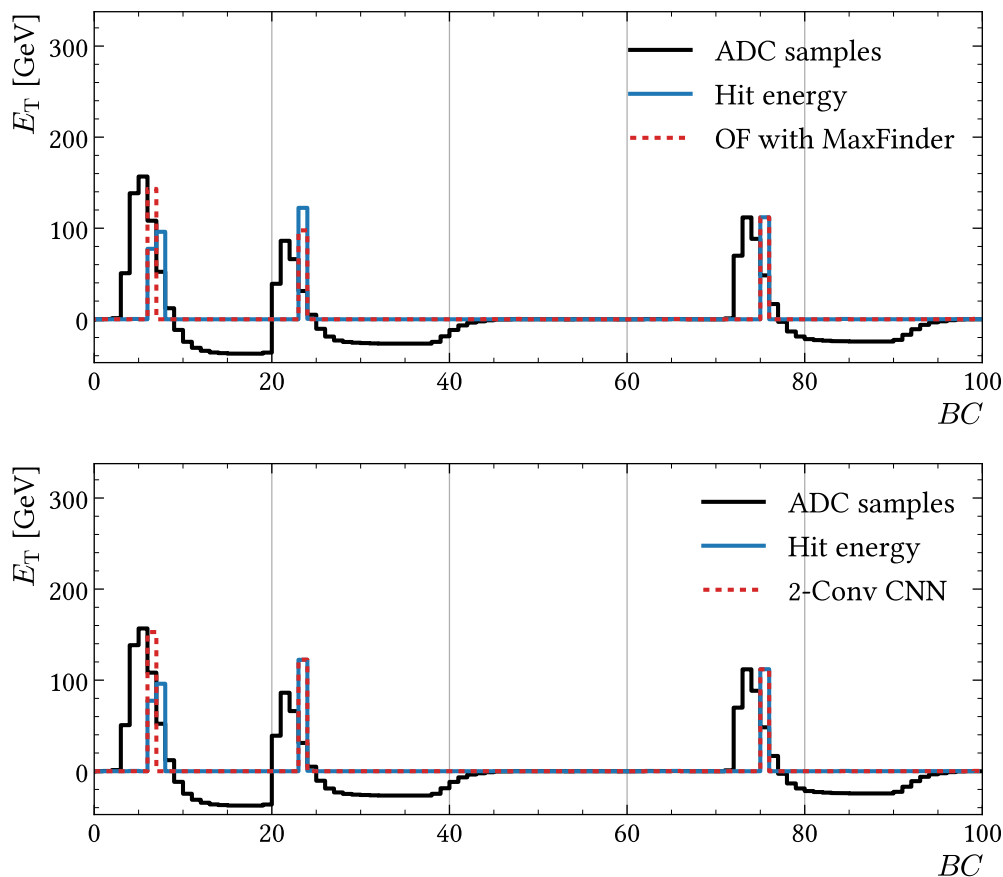 E_T [GeV]
300
200
100
0
ADC samples
Hit energy
OF with MaxFinder
0 20 40 60 80 100
BC
E_T [GeV]
300
200
100
0
ADC samples
Hit energy
2-Conv CNN
0 20 40 60 80 100
BC